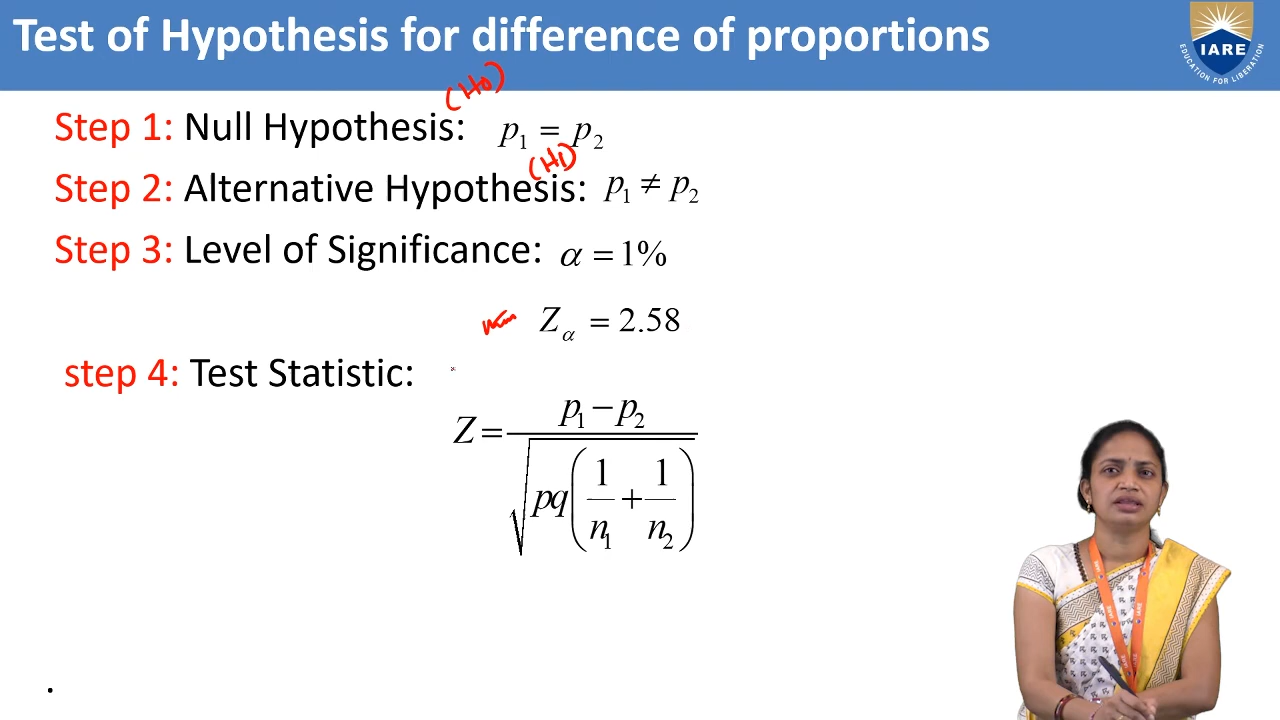 Test of Hypothesis for difference of proportions
IARE
EDUCATION FOR LIBERATION
(H0)
Step 1: Null Hypothesis: p₁ = p₂
(H1)
Step 2: Alternative Hypothesis: p₁ ≠ p₂
Step 3: Level of Significance: α = 1%
Z_α = 2.58
step 4: Test Statistic:
Z = (p₁ − p₂) / √(pq(1/n₁ + 1/n₂))
.